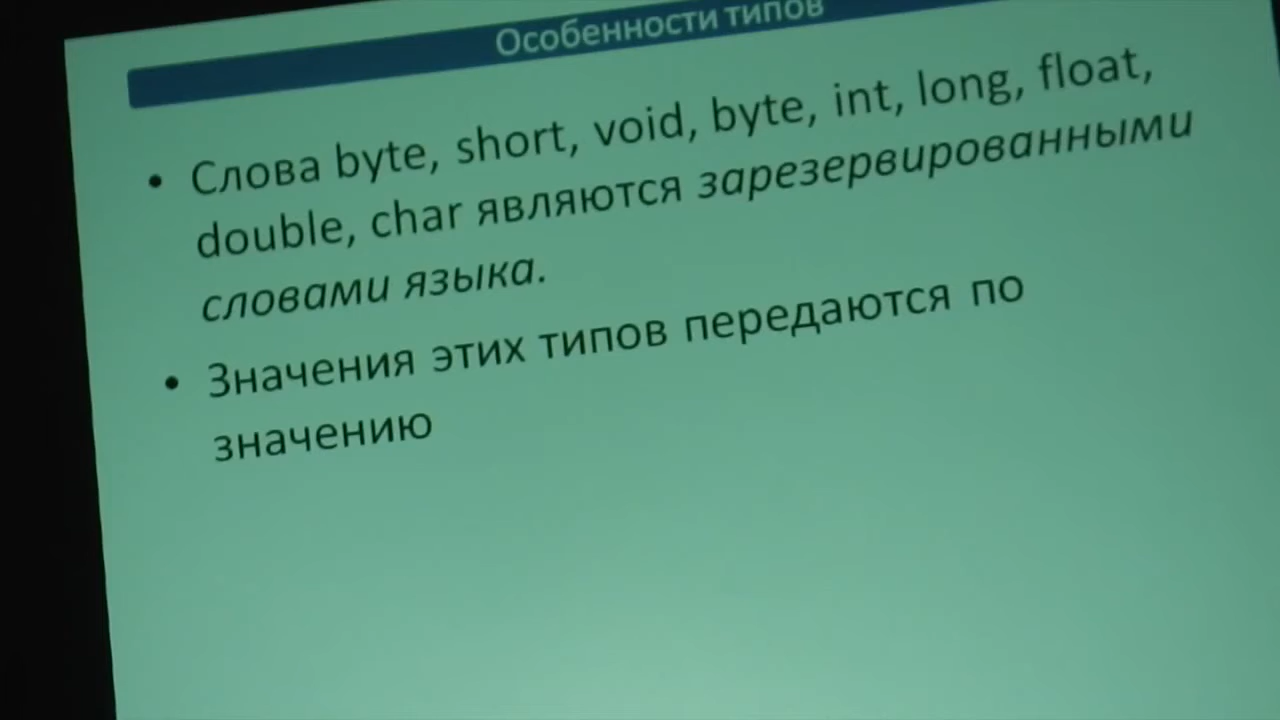 Особенности типов
• Слова byte, short, void, byte, int, long, float,
double, char являются зарезервированными
словами языка.
• Значения этих типов передаются по
значению